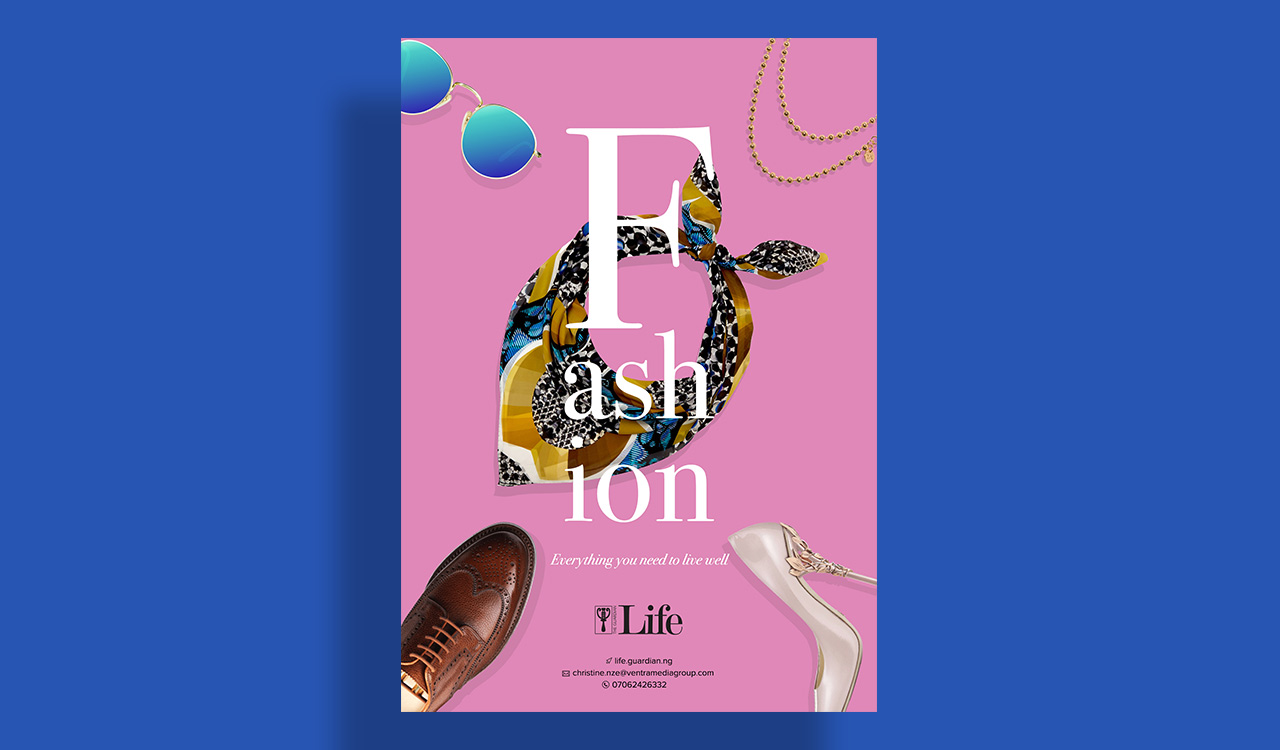 F
ash
ion
Everything you need to live well
Life
life.guardian.ng
christine.nze@ventramediagroup.com
07062426332